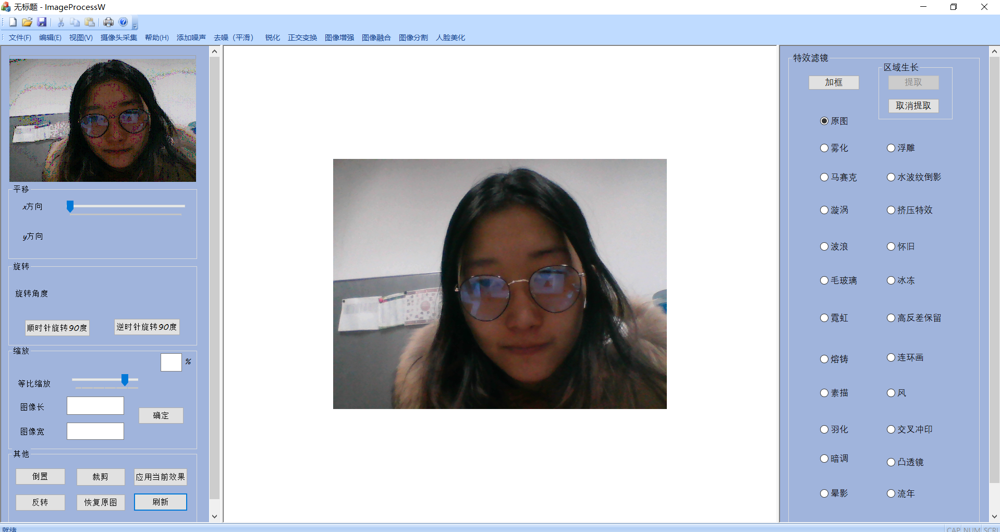 无标题 - ImageProcessW
文件(F) 编辑(E) 视图(V) 摄像头采集 帮助(H) 添加噪声 去噪（平滑） 锐化 正交变换 图像增强 图像融合 图像分割 人脸美化
平移
x方向
y方向
旋转
旋转角度
顺时针旋转90度 逆时针旋转90度
缩放
%
等比缩放
图像长
确定
图像宽
其他
倒置 裁剪 应用当前效果
反转 恢复原图 刷新
特效滤镜
区域生长
加框 提取
取消提取
原图
雾化 浮雕
马赛克 水波纹倒影
漩涡 挤压特效
波浪 怀旧
毛玻璃 冰冻
霓虹 高反差保留
熔铸 连环画
素描 风
羽化 交叉冲印
暗调 凸透镜
晕影 流年
就绪 CAP NUM SCRL